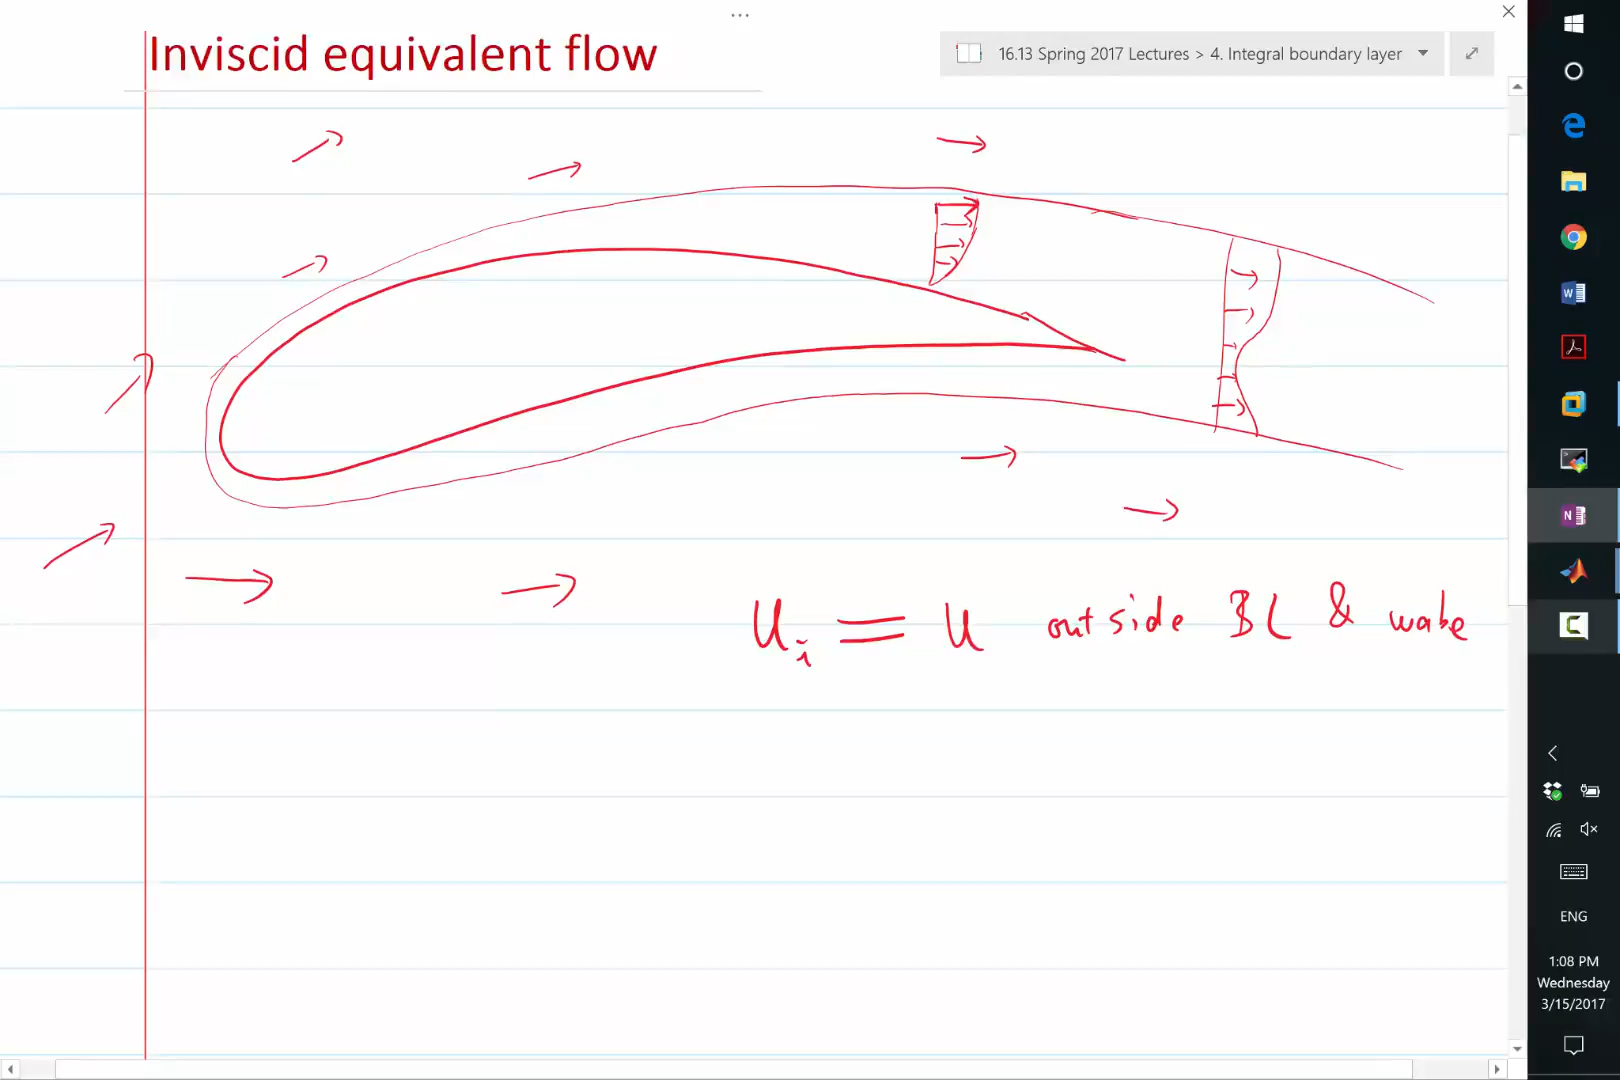 Inviscid equivalent flow
16.13 Spring 2017 Lectures > 4. Integral boundary layer
u_i = u outside BL & wake
ENG
1:08 PM
Wednesday
3/15/2017